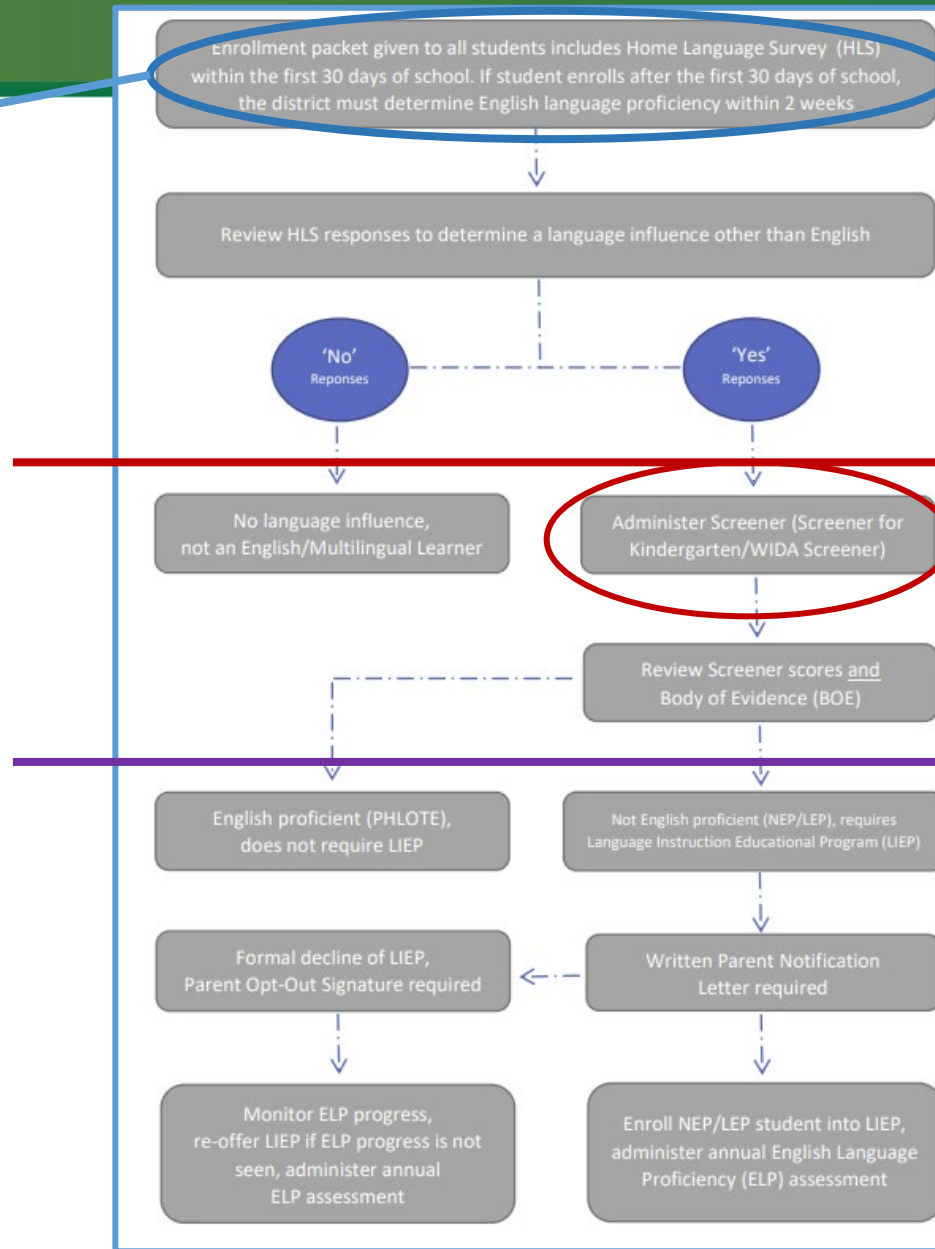 Enrollment packet given to all students includes Home Language Survey (HLS)
within the first 30 days of school. If student enrolls after the first 30 days of school,
the district must determine English language proficiency within 2 weeks
Review HLS responses to determine a language influence other than English
‘No’
Reponses
‘Yes’
Reponses
No language influence,
not an English/Multilingual Learner
Administer Screener (Screener for
Kindergarten/WIDA Screener)
Review Screener scores and
Body of Evidence (BOE)
English proficient (PHLOTE),
does not require LIEP
Not English proficient (NEP/LEP), requires
Language Instruction Educational Program (LIEP)
Formal decline of LIEP,
Parent Opt-Out Signature required
Written Parent Notification
Letter required
Monitor ELP progress,
re-offer LIEP if ELP progress is not
seen, administer annual
ELP assessment
Enroll NEP/LEP student into LIEP,
administer annual English Language
Proficiency (ELP) assessment